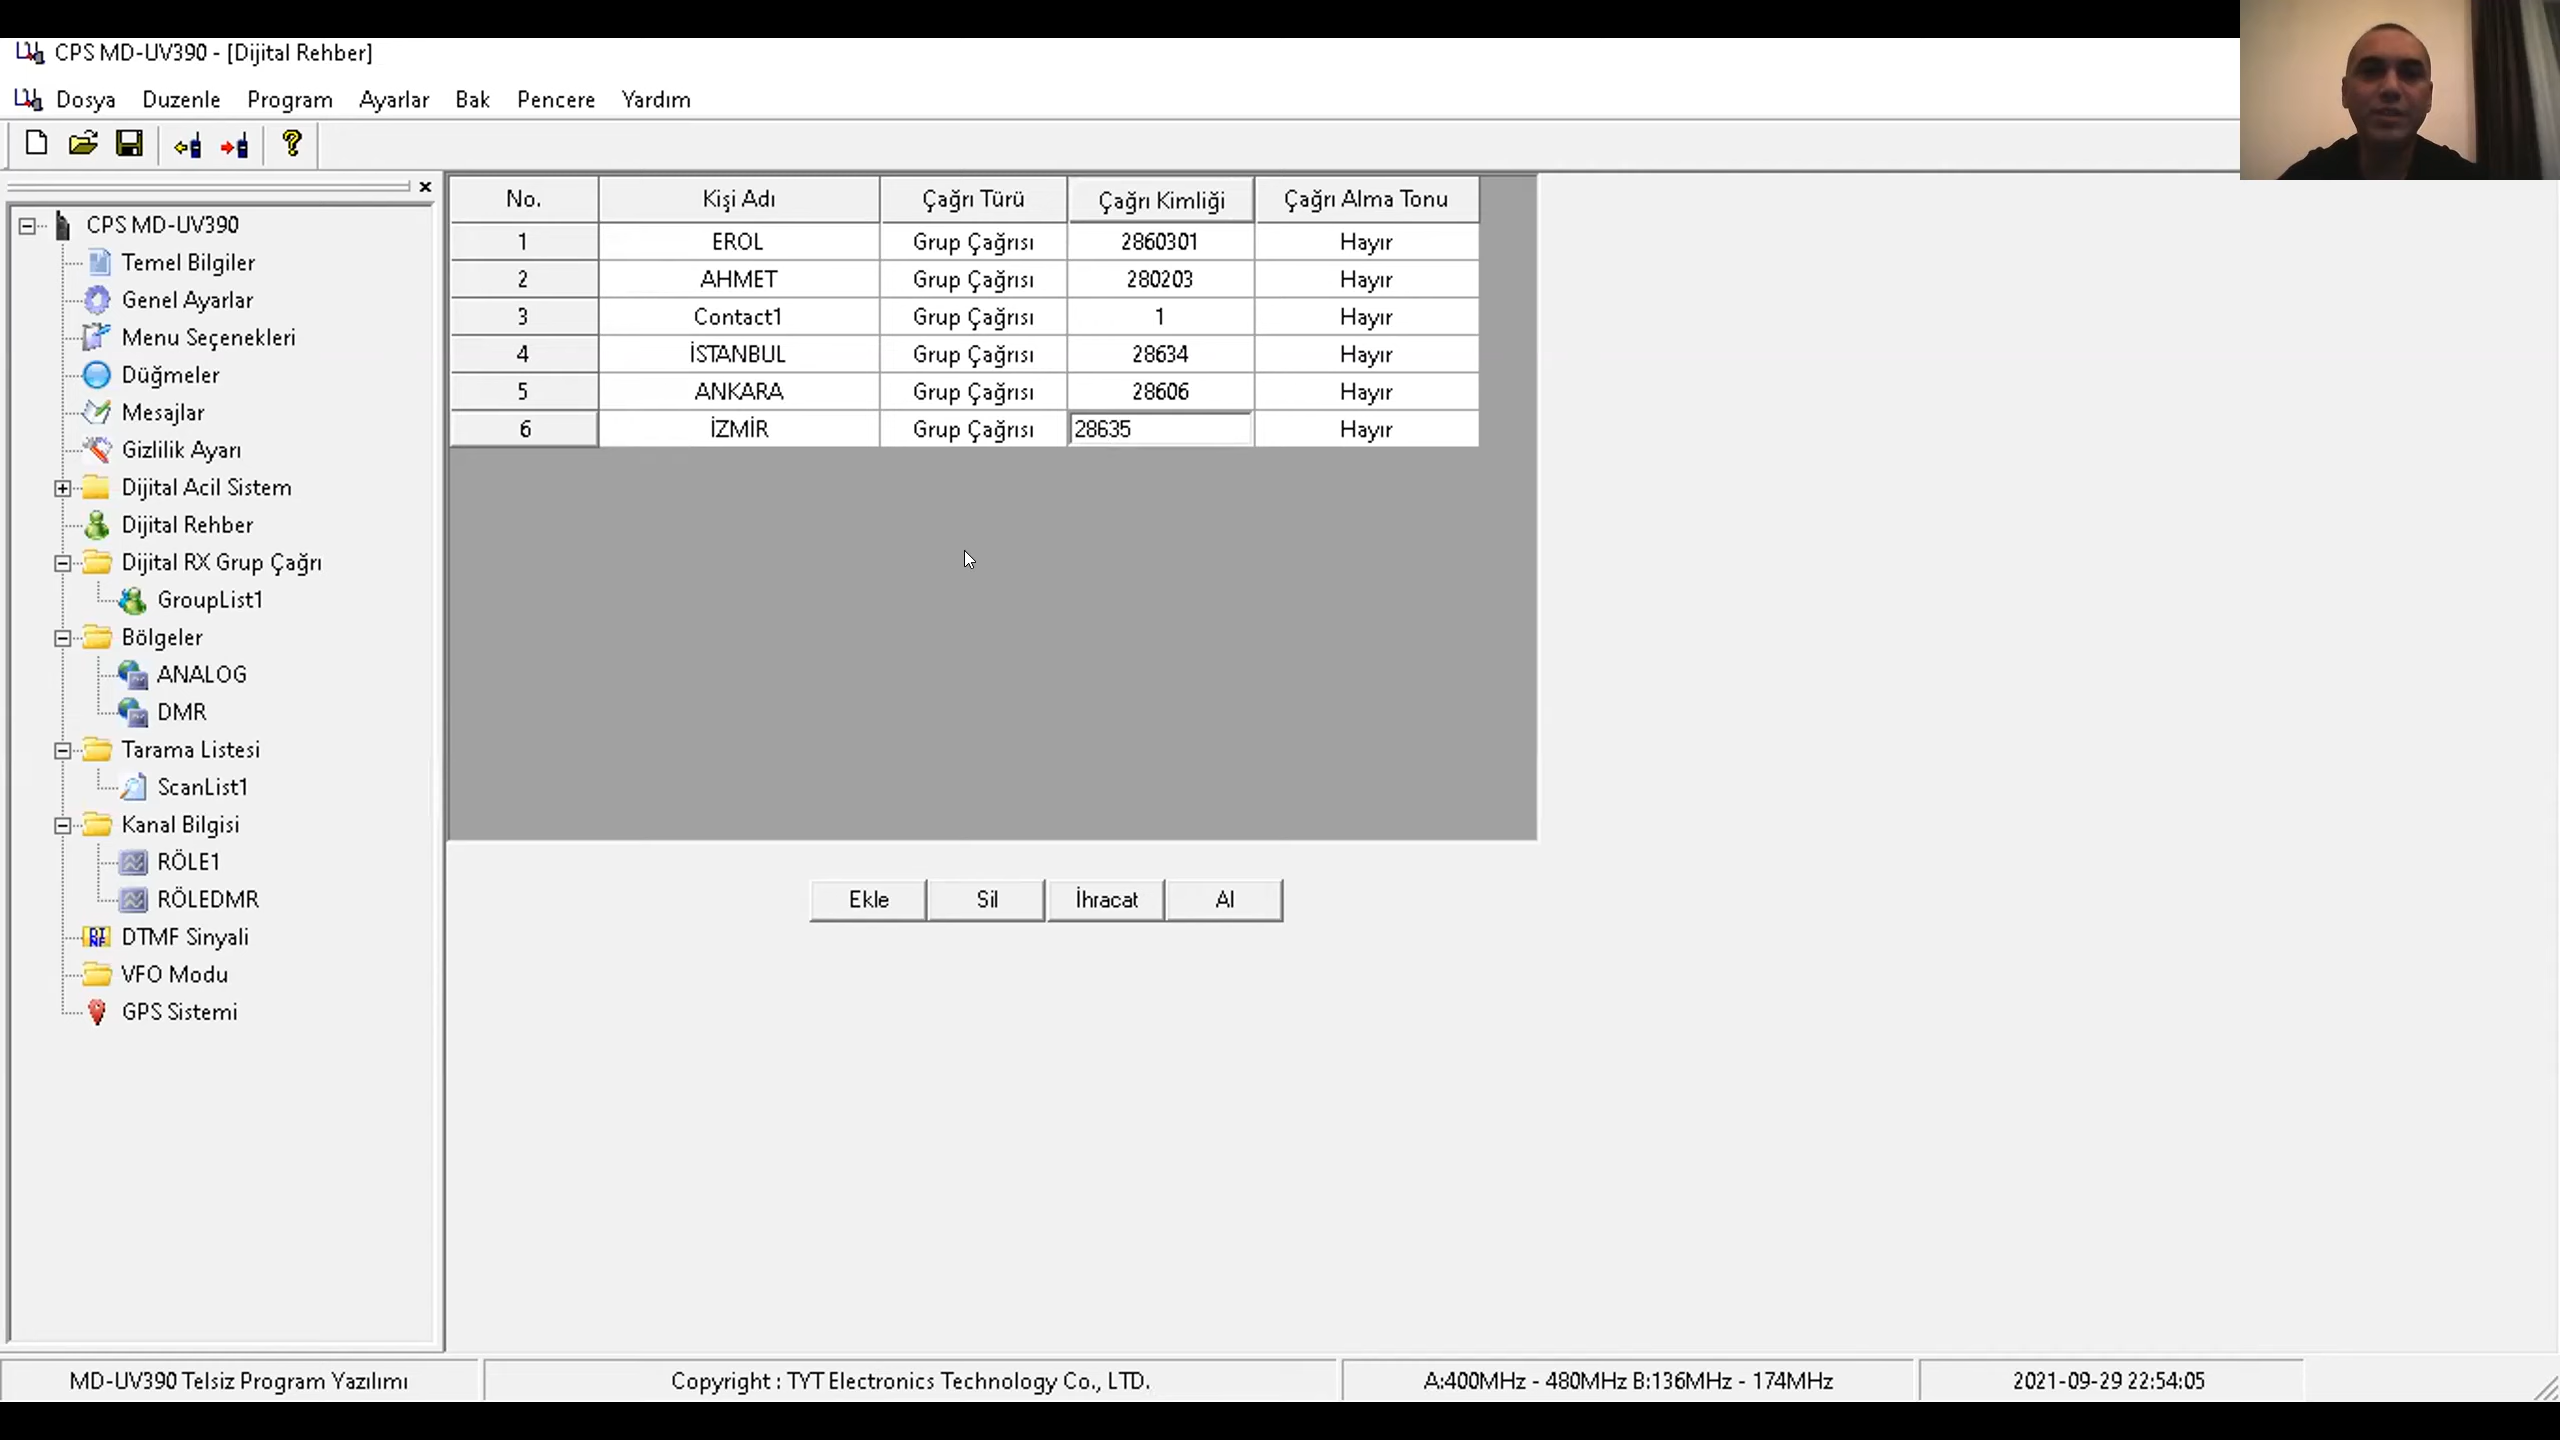 CPS MD-UV390 - [Dijital Rehber]
Dosya Duzenle Program Ayarlar Bak Pencere Yardım
CPS MD-UV390
Temel Bilgiler
Genel Ayarlar
Menu Seçenekleri
Düğmeler
Mesajlar
Gizlilik Ayarı
Dijital Acil Sistem
Dijital Rehber
Dijital RX Grup Çağrı
GroupList1
Bölgeler
ANALOG
DMR
Tarama Listesi
ScanList1
Kanal Bilgisi
RÖLE1
RÖLEDMR
DTMF Sinyali
VFO Modu
GPS Sistemi
No. Kişi Adı Çağrı Türü Çağrı Kimliği Çağrı Alma Tonu
1 EROL Grup Çağrısı 2860301 Hayır
2 AHMET Grup Çağrısı 280203 Hayır
3 Contact1 Grup Çağrısı 1 Hayır
4 İSTANBUL Grup Çağrısı 28634 Hayır
5 ANKARA Grup Çağrısı 28606 Hayır
6 İZMİR Grup Çağrısı 28635 Hayır
Ekle Sil İhracat Al
MD-UV390 Telsiz Program Yazılımı Copyright : TYT Electronics Technology Co., LTD. A:400MHz - 480MHz B:136MHz - 174MHz 2021-09-29 22:54:05